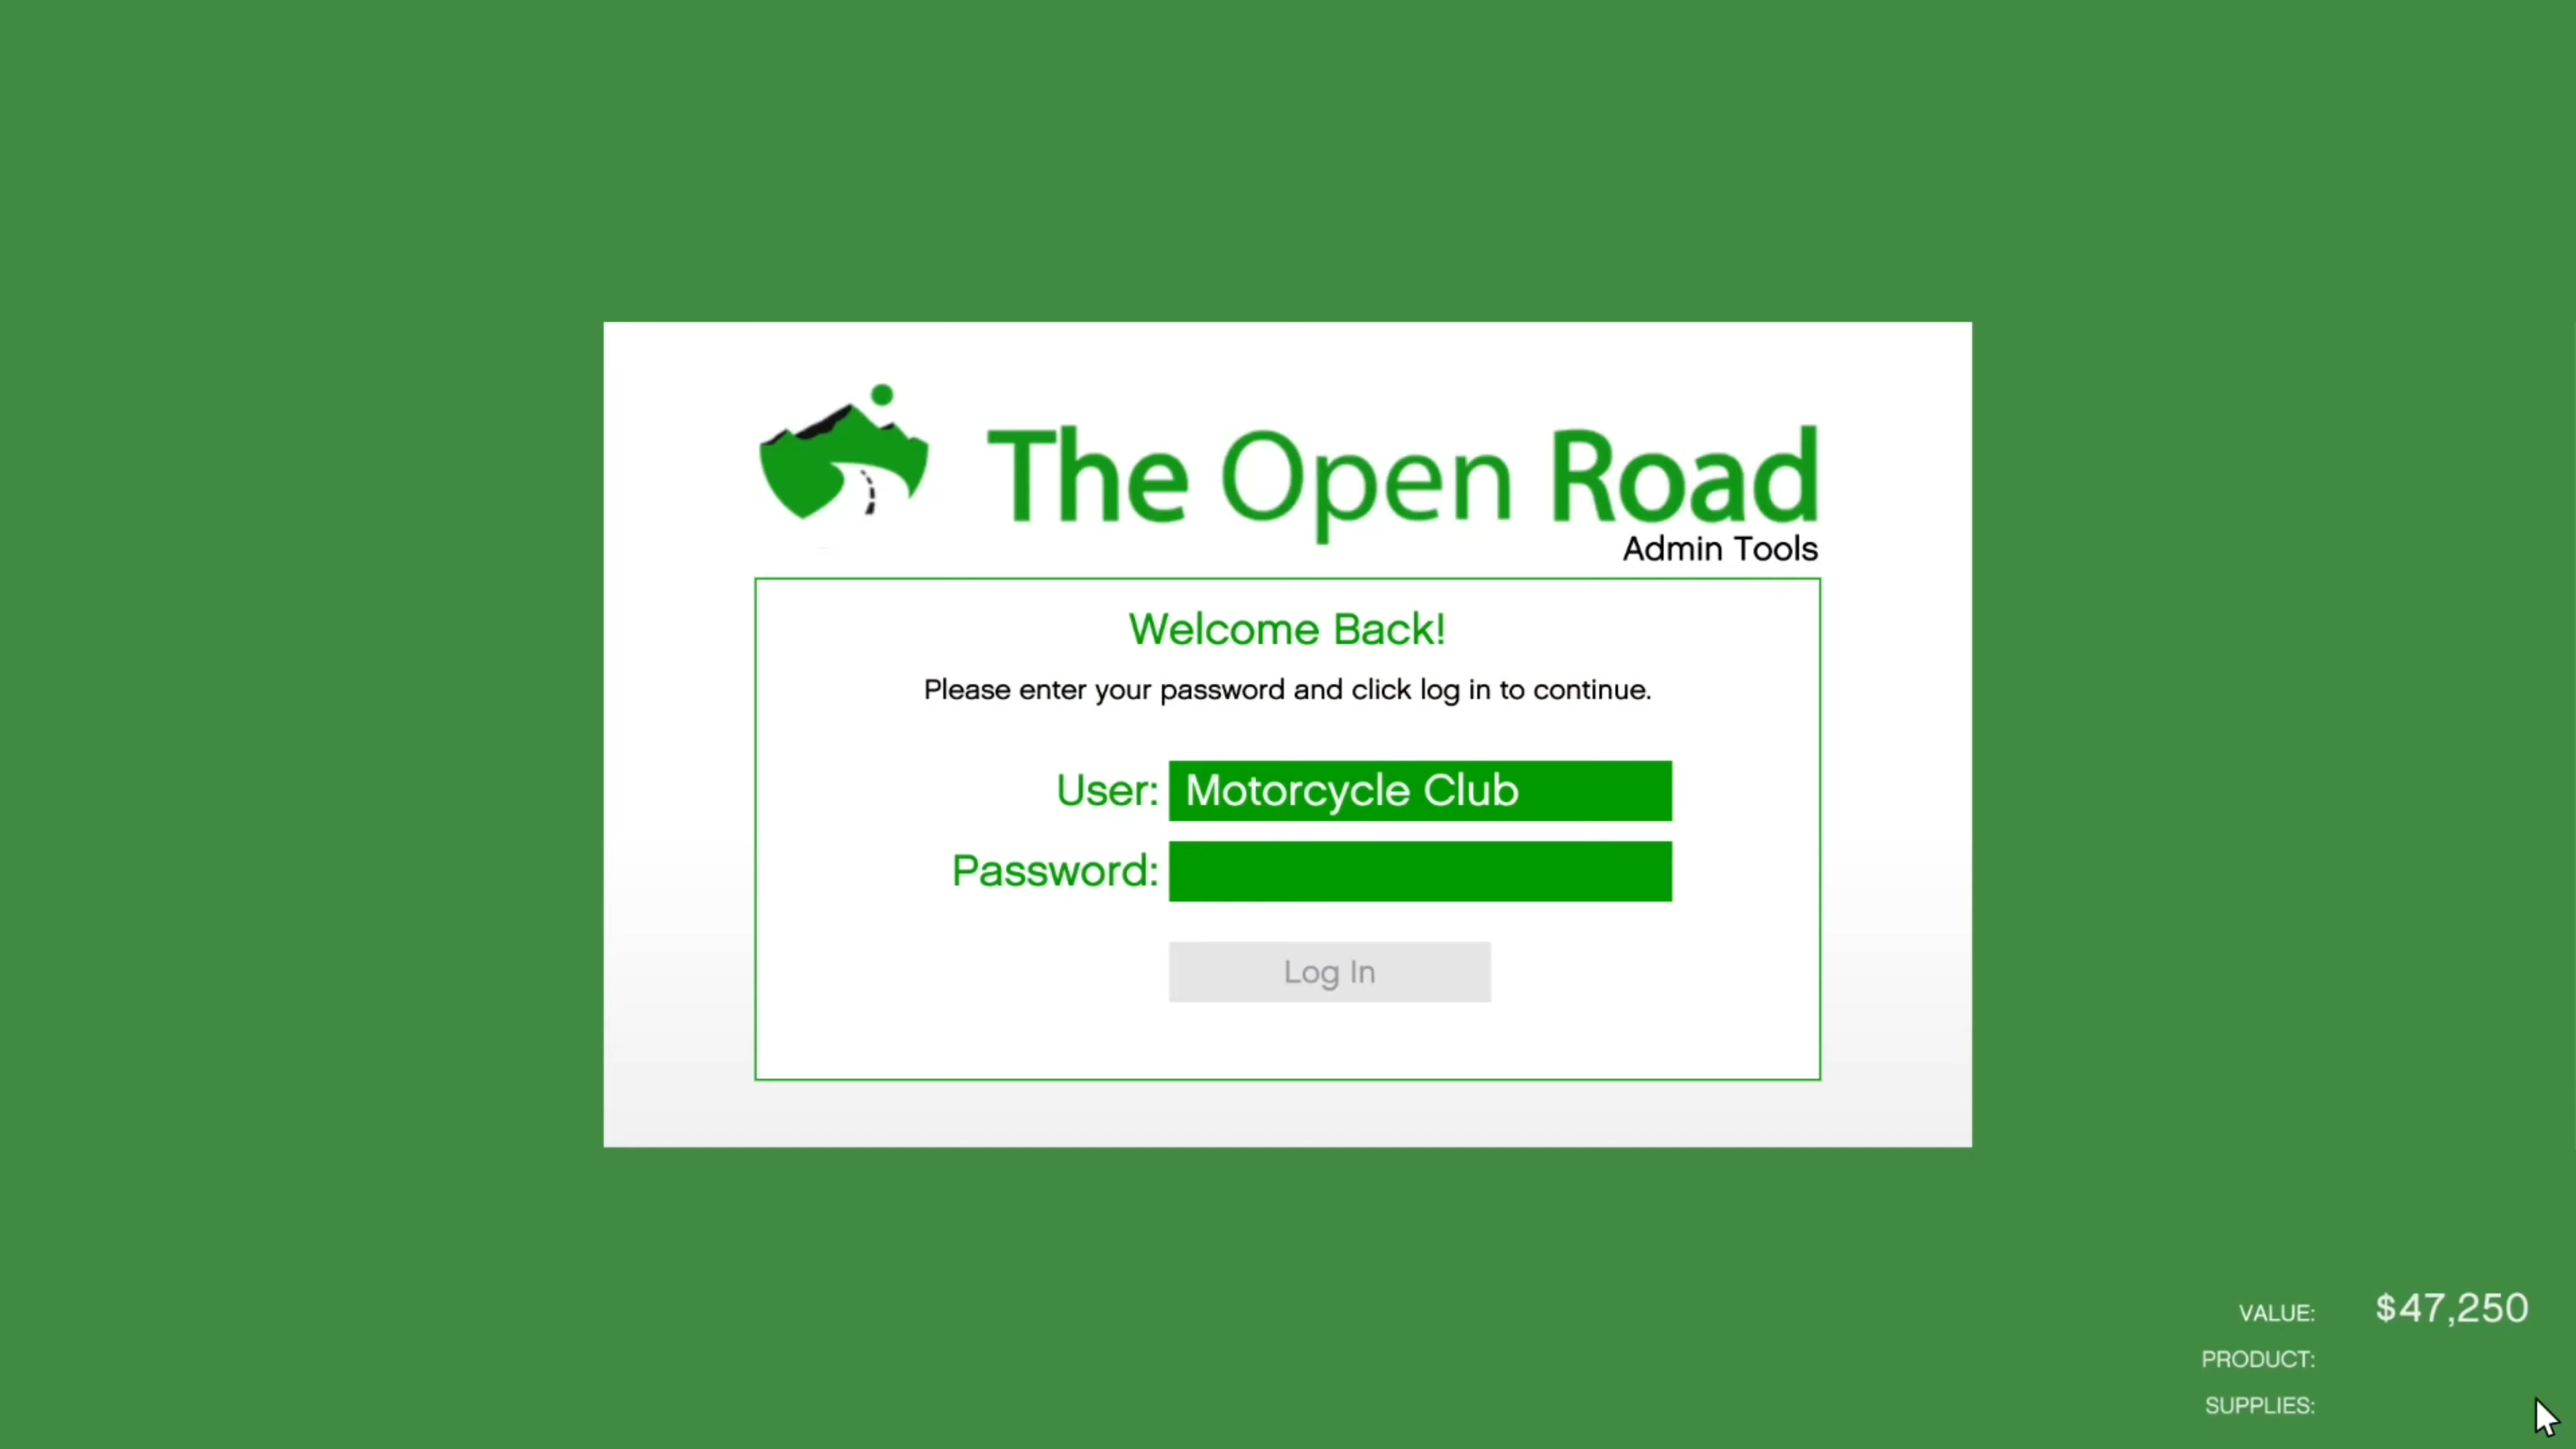 The Open Road
Admin Tools
Welcome Back!
Please enter your password and click log in to continue.
User: Motorcycle Club
Password:
Log In
VALUE: $47,250
PRODUCT:
SUPPLIES: